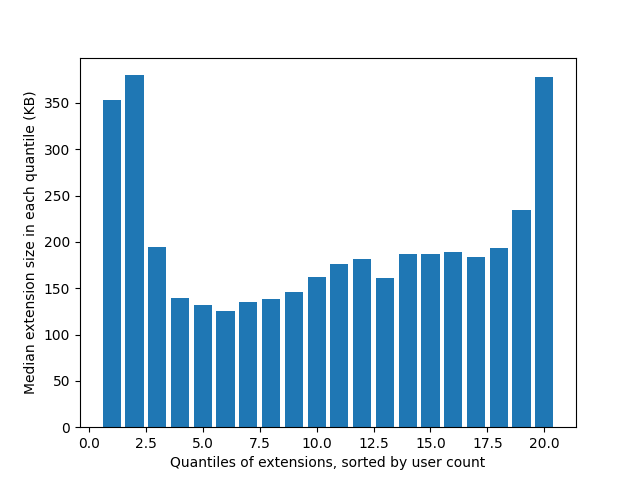 Median extension size in each quantile (KB)
350
300
250
200
150
100
50
0
0.0 2.5 5.0 7.5 10.0 12.5 15.0 17.5 20.0
Quantiles of extensions, sorted by user count